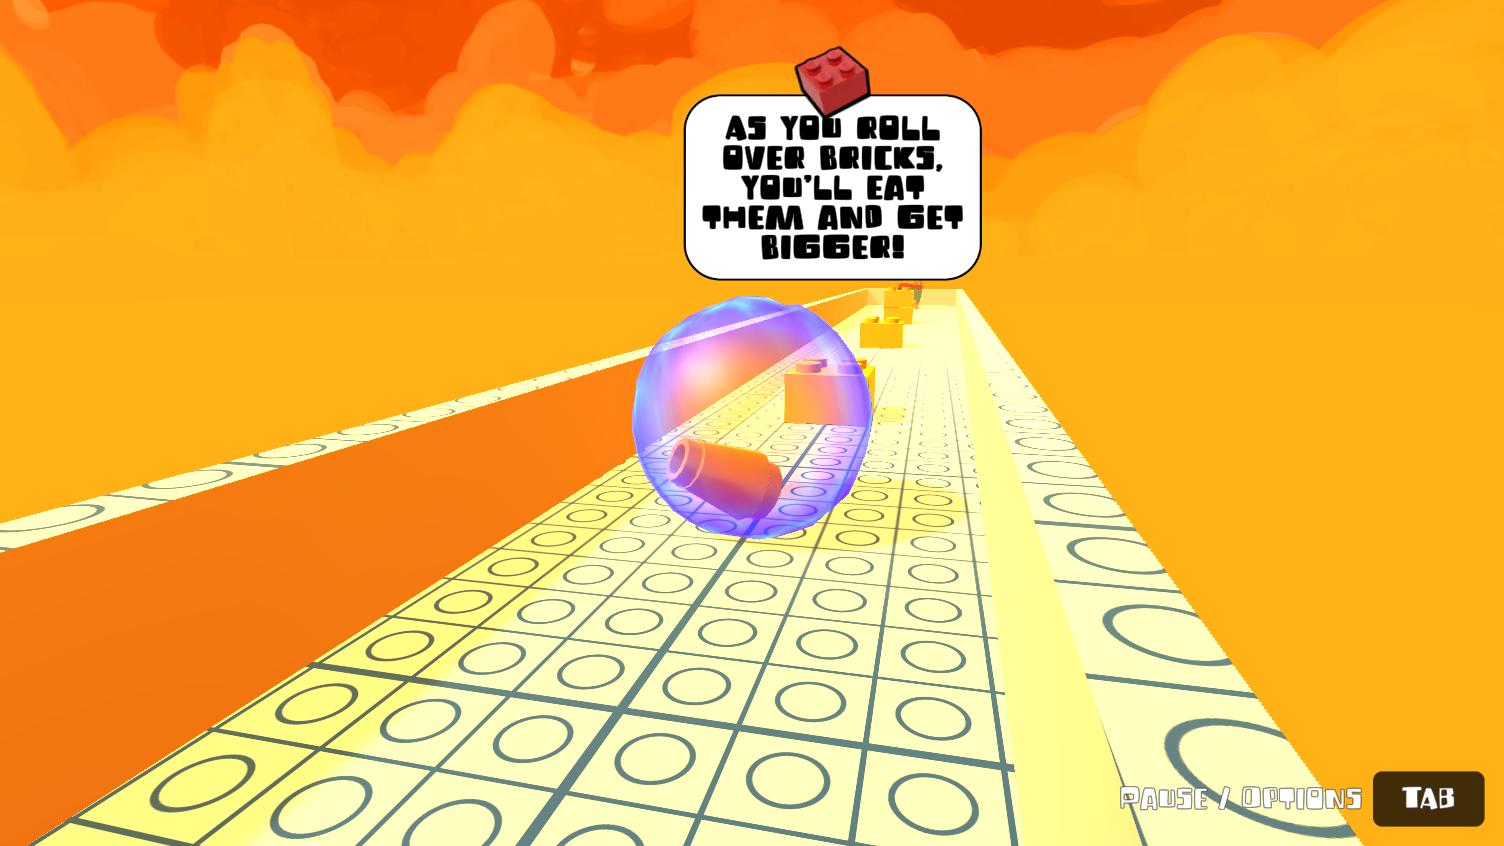 AS YOU ROLL
OVER BRICKS,
YOU'LL EAT
THEM AND GET
BIGGER!
PAUSE / OPTIONS TAB